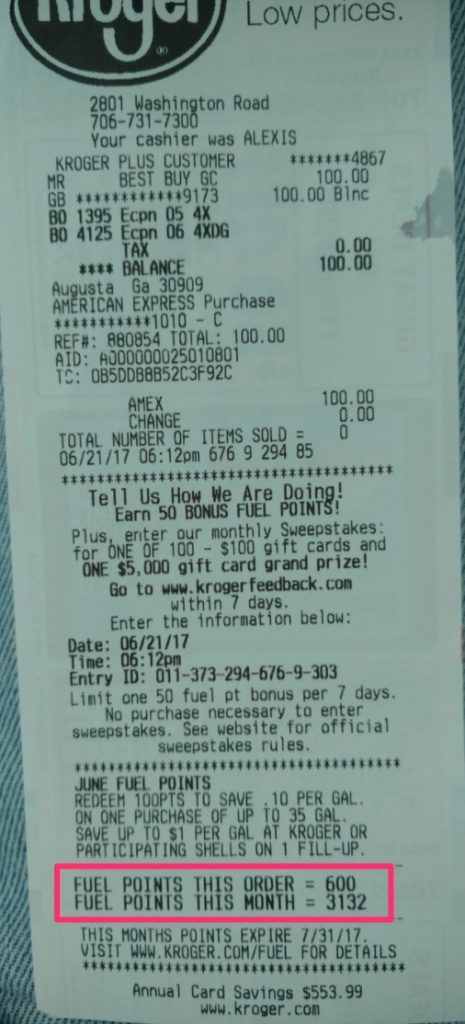 Kroger
Low prices.
2801 Washington Road
706-731-7300
Your cashier was ALEXIS
KROGER PLUS CUSTOMER *******4867
MR BEST BUY GC 100.00
GB ************9173 100.00 Blnc
BO 1395 Ecpn 05 4X
BO 4125 Ecpn 06 4XDG
TAX 0.00
**** BALANCE 100.00
Augusta Ga 30909
AMERICAN EXPRESS Purchase
***********1010 - C
REF#: 880854 TOTAL: 100.00
AID: A000000025010801
TC: 0B5DDB8B52C3F92C
AMEX 100.00
CHANGE 0.00
TOTAL NUMBER OF ITEMS SOLD = 0
06/21/17 06:12pm 676 9 294 85
****************************************
Tell Us How We Are Doing!
Earn 50 BONUS FUEL POINTS!
Plus, enter our monthly Sweepstakes:
for ONE OF 100 - $100 gift cards and
ONE $5,000 gift card grand prize!
Go to www.krogerfeedback.com
within 7 days.
Enter the information below:
Date: 06/21/17
Time: 06:12pm
Entry ID: 011-373-294-676-9-303
Limit one 50 fuel pt bonus per 7 days.
No purchase necessary to enter
sweepstakes. See website for official
sweepstakes rules.
****************************************
JUNE FUEL POINTS
REDEEM 100PTS TO SAVE .10 PER GAL.
ON ONE PURCHASE OF UP TO 35 GAL.
SAVE UP TO $1 PER GAL AT KROGER OR
PARTICIPATING SHELLS ON 1 FILL-UP.
FUEL POINTS THIS ORDER = 600
FUEL POINTS THIS MONTH = 3132
THIS MONTHS POINTS EXPIRE 7/31/17.
VISIT WWW.KROGER.COM/FUEL FOR DETAILS
****************************************
Annual Card Savings $553.99
www.kroger.com